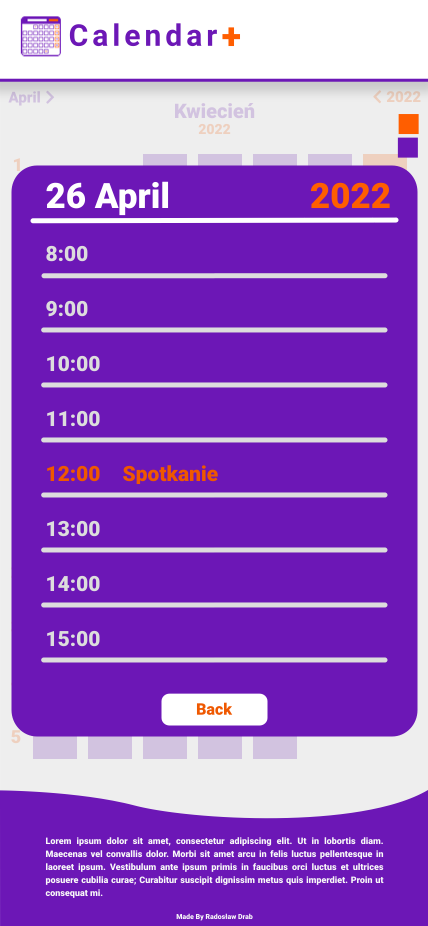 Calendar+
April
2022
Kwiecień
2022
1
26 April 2022
8:00
9:00
10:00
11:00
12:00 Spotkanie
13:00
14:00
15:00
Back
5
Lorem ipsum dolor sit amet, consectetur adipiscing elit. Ut in lobortis diam.
Maecenas vel convallis dolor. Morbi sit amet arcu in felis luctus pellentesque in
laoreet ipsum. Vestibulum ante ipsum primis in faucibus orci luctus et ultrices
posuere cubilia curae; Curabitur suscipit dignissim metus quis imperdiet. Proin ut
consequat mi.
Made By Radosław Drab